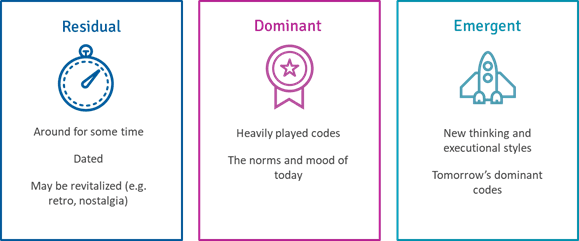 Residual
Around for some time
Dated
May be revitalized (e.g.
retro, nostalgia)
Dominant
Heavily played codes
The norms and mood of
today
Emergent
New thinking and
executional styles
Tomorrow's dominant
codes